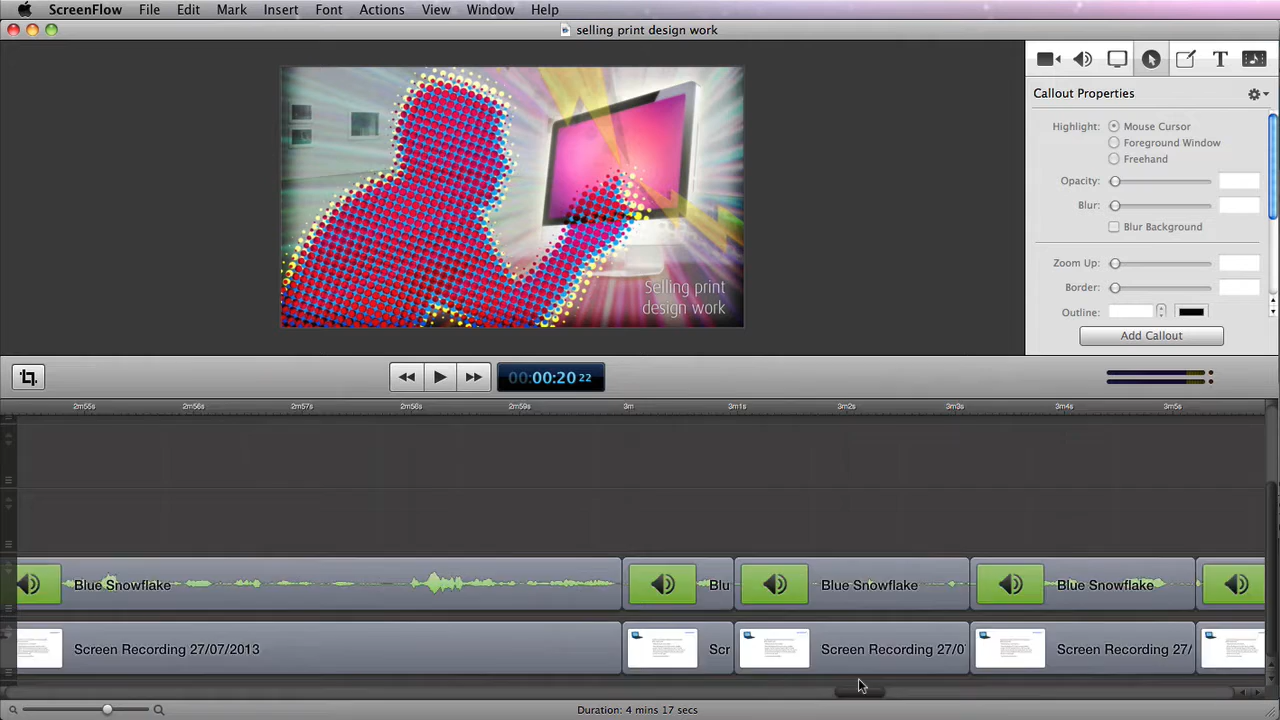 ScreenFlow File Edit Mark Insert Font Actions View Window Help
selling print design work
Selling print
design work
Callout Properties
Highlight: Mouse Cursor
Foreground Window
Freehand
Opacity:
Blur:
Blur Background
Zoom Up:
Border:
Outline:
Add Callout
00:00:20 22
2m55s 2m56s 2m57s 2m58s 2m59s 3m 3m1s 3m2s 3m3s 3m4s 3m5s
Blue Snowflake Blu Blue Snowflake Blue Snowflake
Screen Recording 27/07/2013 Scr Screen Recording 27/0 Screen Recording 27/
Duration: 4 mins 17 secs